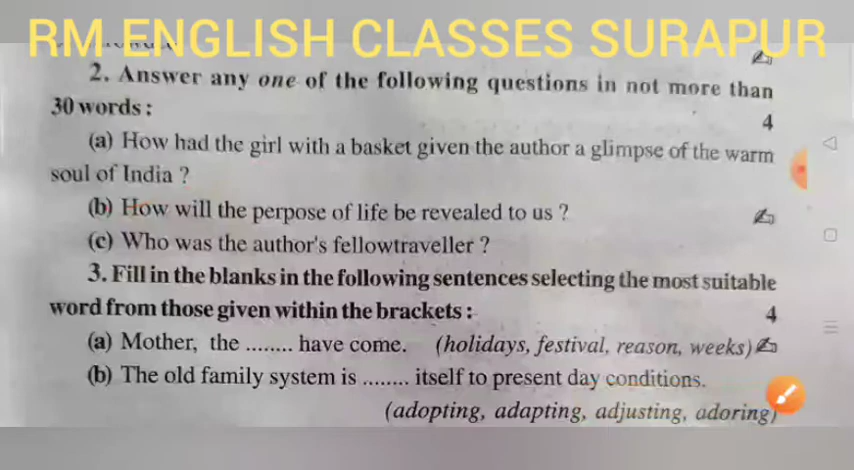 RM ENGLISH CLASSES SURAPUR
2. Answer any one of the following questions in not more than
30 words : 4
(a) How had the girl with a basket given the author a glimpse of the warm
soul of India ?
(b) How will the perpose of life be revealed to us ?
(c) Who was the author's fellowtraveller ?
3. Fill in the blanks in the following sentences selecting the most suitable
word from those given within the brackets : 4
(a) Mother, the ........ have come. (holidays, festival, reason, weeks)
(b) The old family system is ........ itself to present day conditions.
(adopting, adapting, adjusting, adoring)